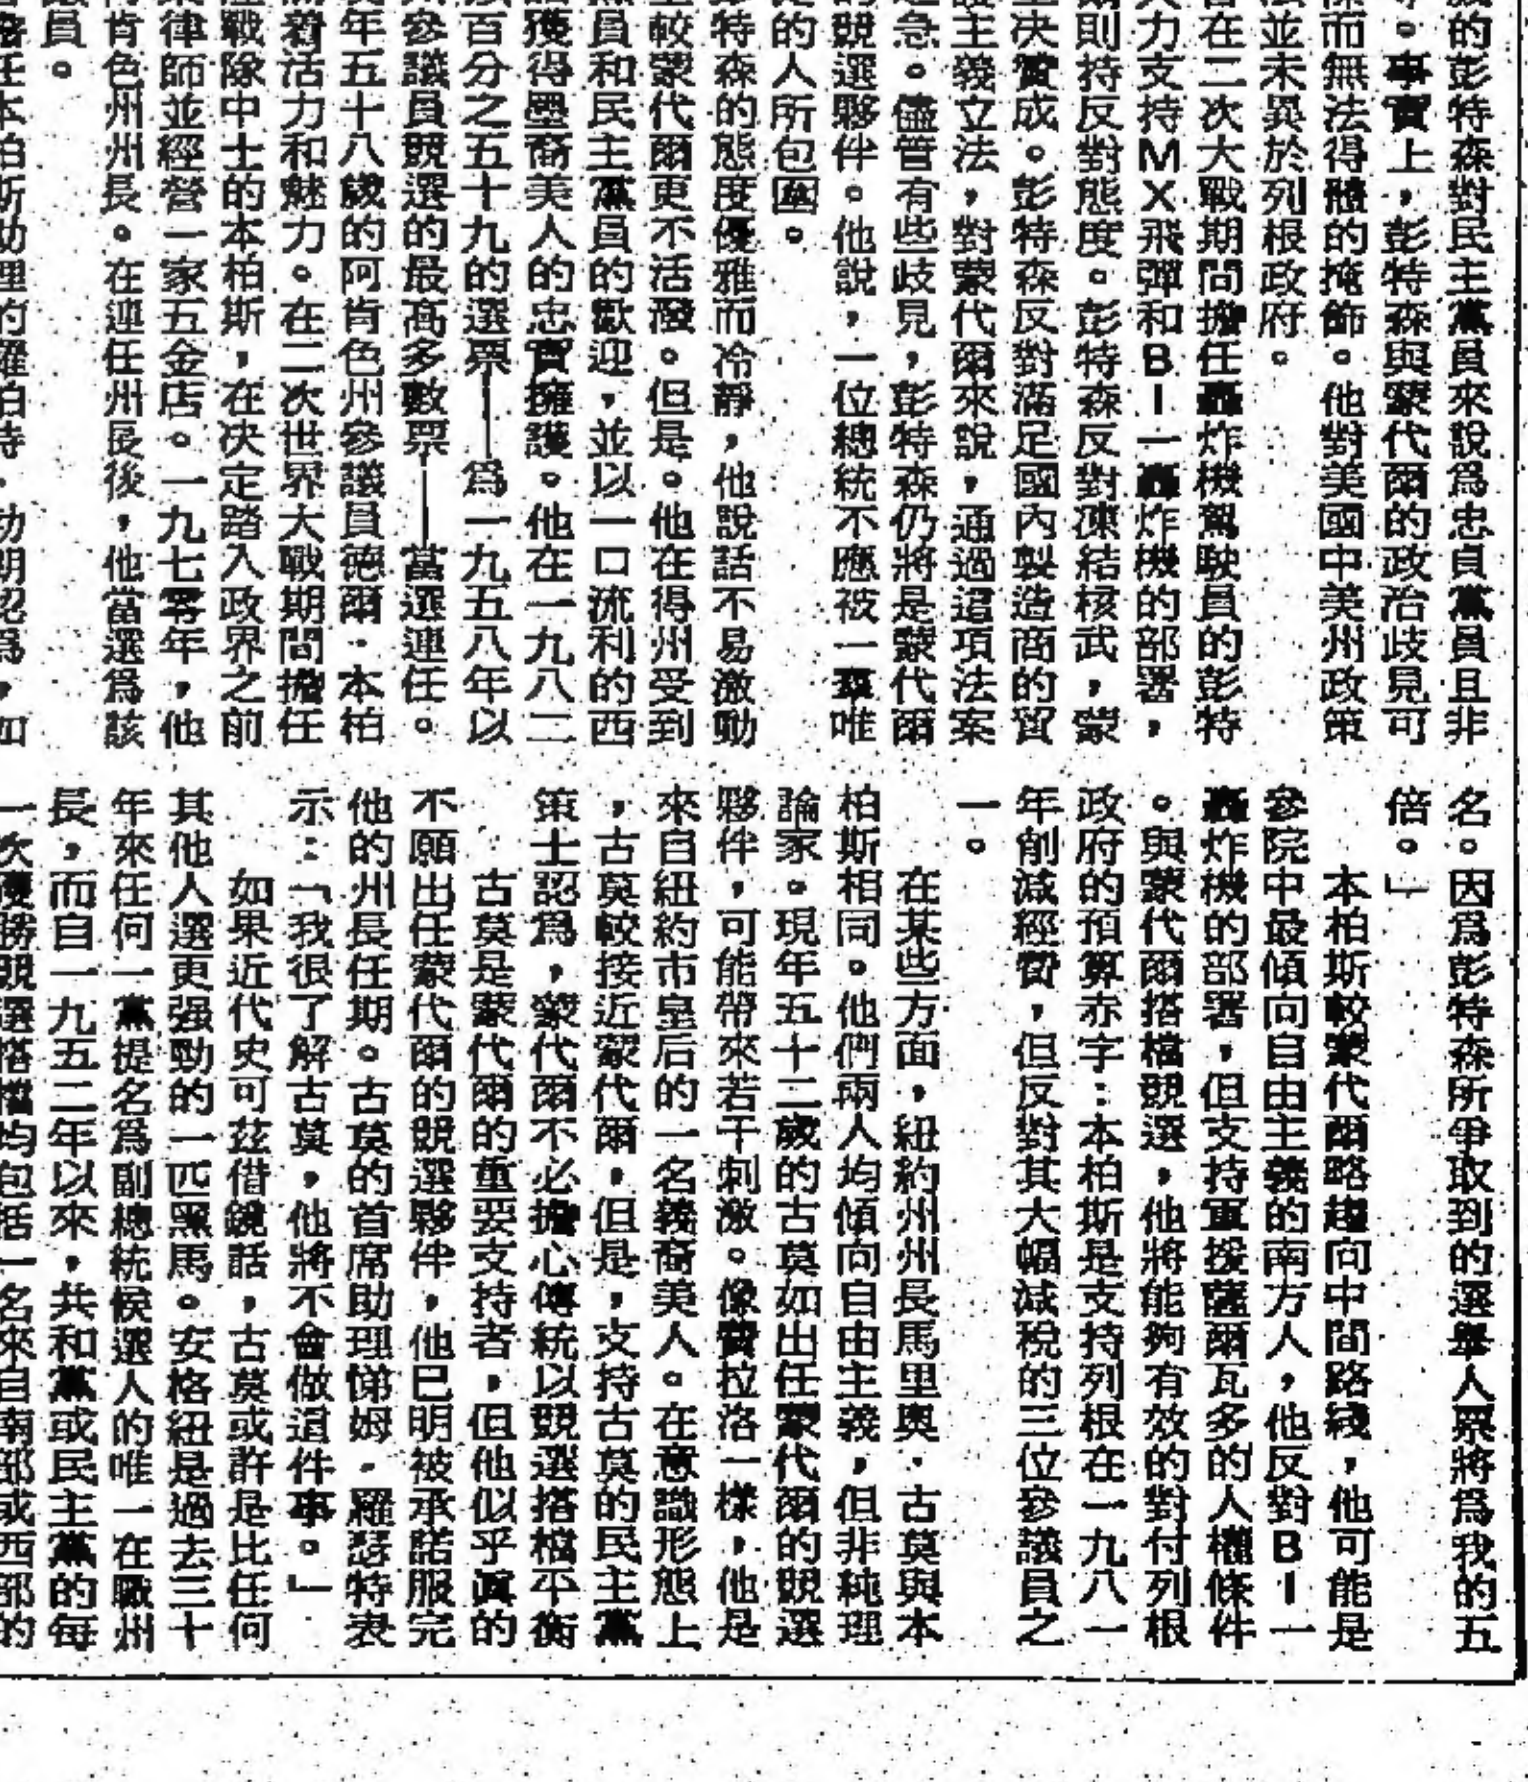 的彭特森對民主黨員來說爲忠貞黨員且非
。事實上，彭特森與蒙代爾的政治歧見可
而無法得體的掩飾。他對美國中美州政策
並未異於列根政府。
在二次大戰期間擔任轟炸機駕駛員的彭特
力支持MX飛彈和B1一轟炸機的部署，
則持反對態度。彭特森反對凍結核武，蒙
決贊成。彭特森反對滿足國內製造商的貿
主義立法，對蒙代爾來說，通過這項法案
急。儘管有些歧見，彭特森仍將是蒙代爾
競選夥伴。他說，一位總統不應被一羣唯
的人所包圍。
特森的態度優雅而冷靜，他說話不易激動
較蒙代爾更不活潑。但是。他在得州受到
員和民主黨員的歡迎，並以一口流利的西
獲得墨裔美人的忠實擁護。他在一九八二
百分之五十九的選票——爲一九五八年以
參議員競選的最高多數票——當選連任。
年五十八歲的阿肯色州參議員德爾·本柏
着活力和魅力。在二次世界大戰期間擔任
戰隊中士的本柏斯，在決定踏入政界之前
律師並經營一家五金店。一九七零年，他
肯色州州長。在連任州長後，他當選爲該
員。
任本柏斯助理的羅柏特·勃朗認爲，如
名。因爲彭特森所爭取到的選舉人票將爲我的五
倍。」
本柏斯較蒙代爾略趨向中間路綫，他可能是
參院中最傾向自由主義的南方人，他反對B1一
轟炸機的部署，但支持軍援薩爾瓦多的人權條件
。與蒙代爾搭檔競選，他將能夠有效的對付列根
政府的預算赤字：本柏斯是支持列根在一九八一
年削減經費，但反對其大幅減稅的三位參議員之
一。
在某些方面，紐約州州長馬里奧·古莫與本
柏斯相同。他們兩人均傾向自由主義，但非純理
論家。現年五十二歲的古莫如出任蒙代爾的競選
夥伴，可能帶來若干刺激。像費拉洛一樣，他是
來自紐約市皇后的一名義裔美人。在意識形態上
，古莫較接近蒙代爾，但是，支持古莫的民主黨
策士認爲，蒙代爾不必擔心傳統以競選搭檔平衡
古莫是蒙代爾的重要支持者，但他似乎眞的
不願出任蒙代爾的競選夥伴，他已明被承諾服完
他的州長任期。古莫的首席助理悌姆·羅瑟特表
示：「我很了解古莫，他將不會做這件事。」
如果近代史可茲借鏡話，古莫或許是比任何
其他人選更强勁的一匹黑馬。安格紐是過去三十
年來任何一黨提名爲副總統候選人的唯一在職州
長，而自一九五二年以來，共和黨或民主黨的每
一次獲勝競選搭檔均包括一名來自南部或西部的